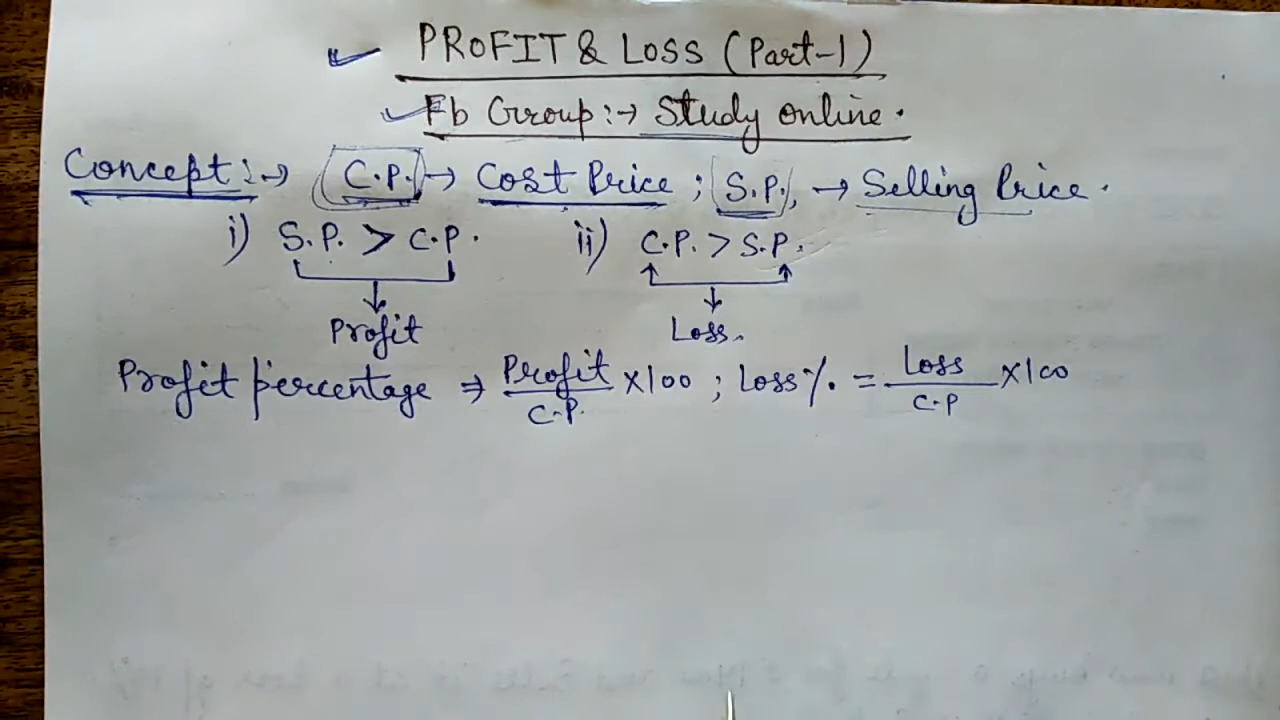 PROFIT & LOSS (Part-1)
Fb Group:→ Study online.
Concept:→ C.P. → Cost Price ; S.P. → Selling Price.
i) S.P. > C.P. ii) C.P. > S.P.
Profit Loss.
Profit percentage ⇒ Profit/C.P. ×100 ; Loss% = Loss/C.P ×100